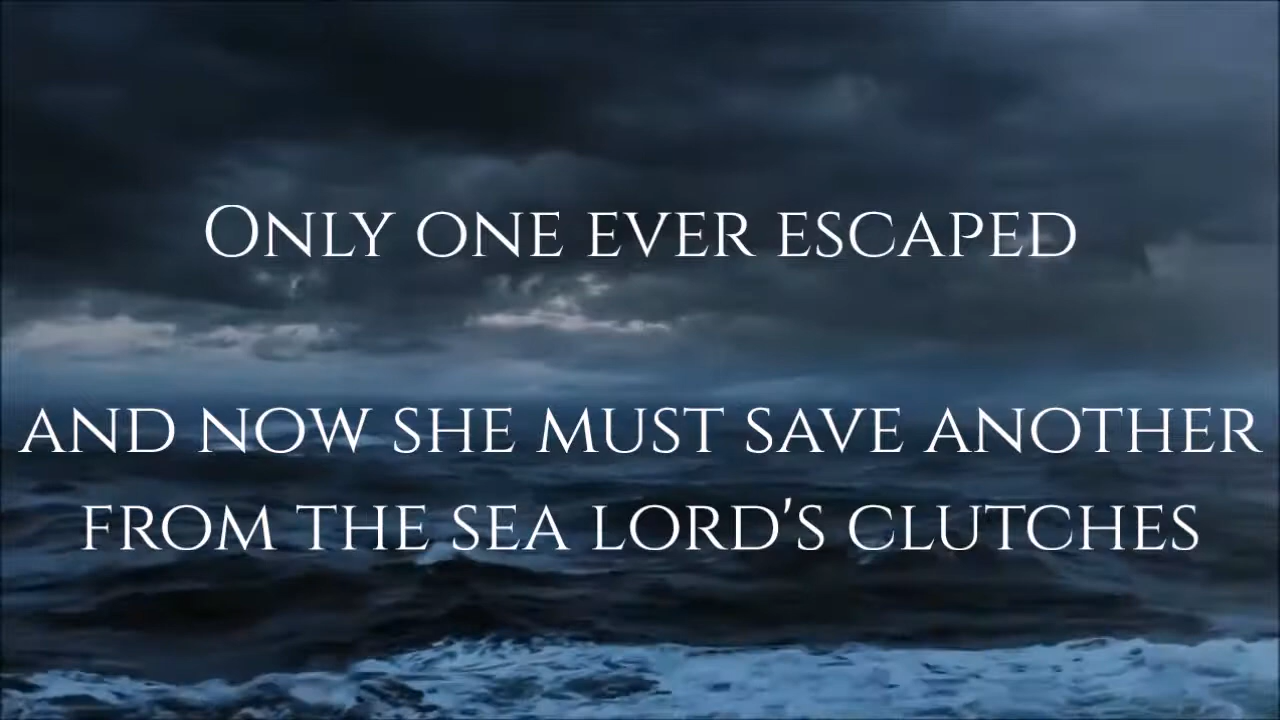 Only one ever escaped
and now she must save another
from the Sea Lord's clutches